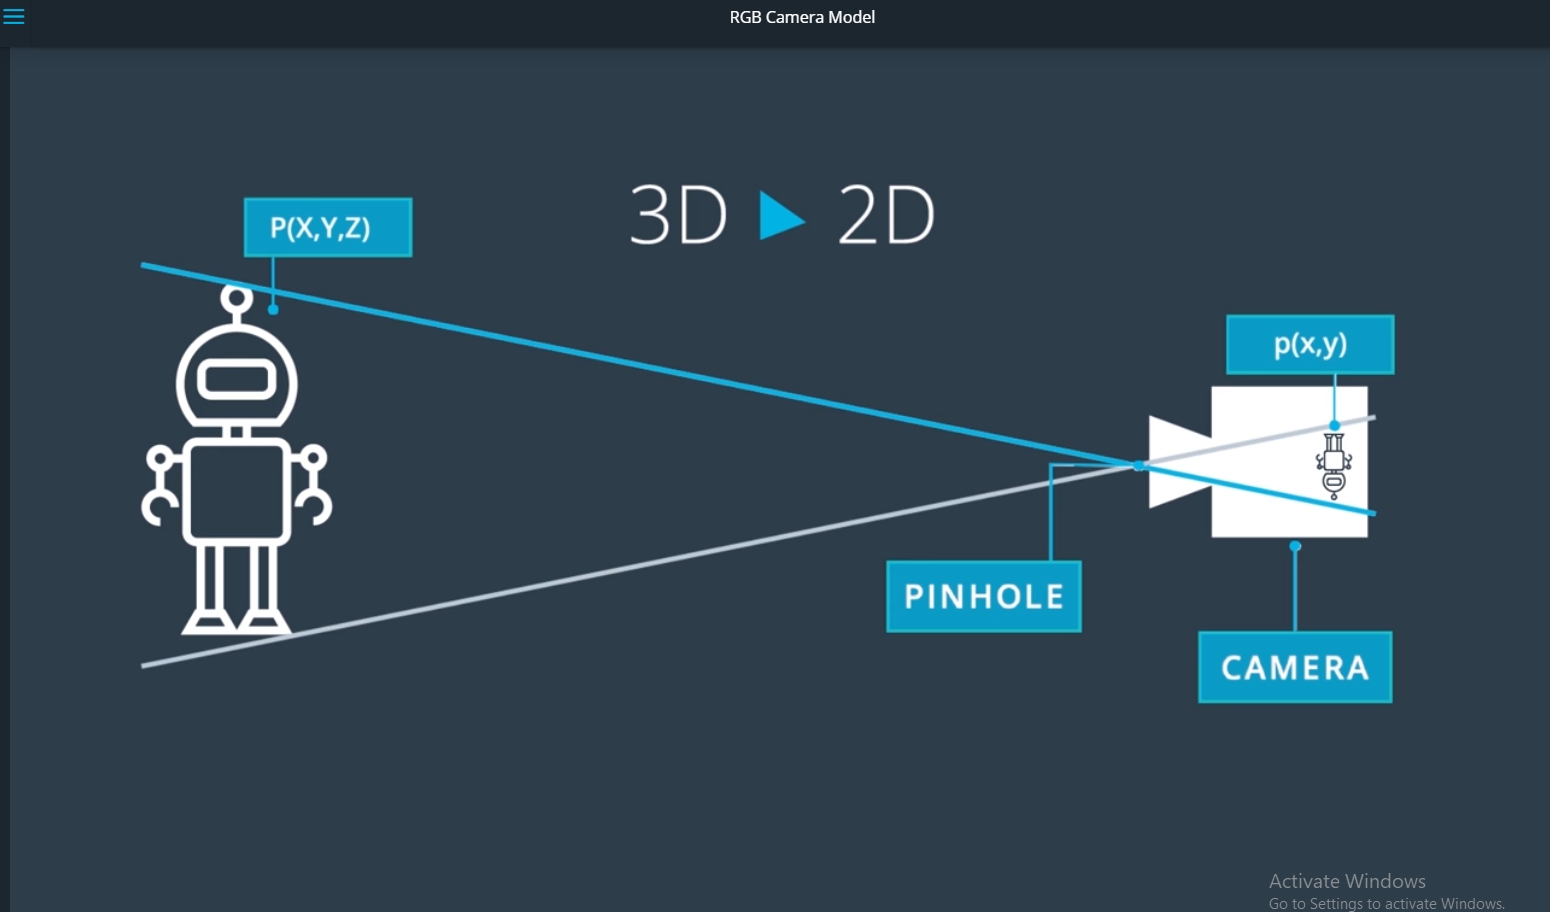 RGB Camera Model
3D 2D
P(X,Y,Z)
p(x,y)
PINHOLE
CAMERA
Activate Windows
Go to Settings to activate Windows.